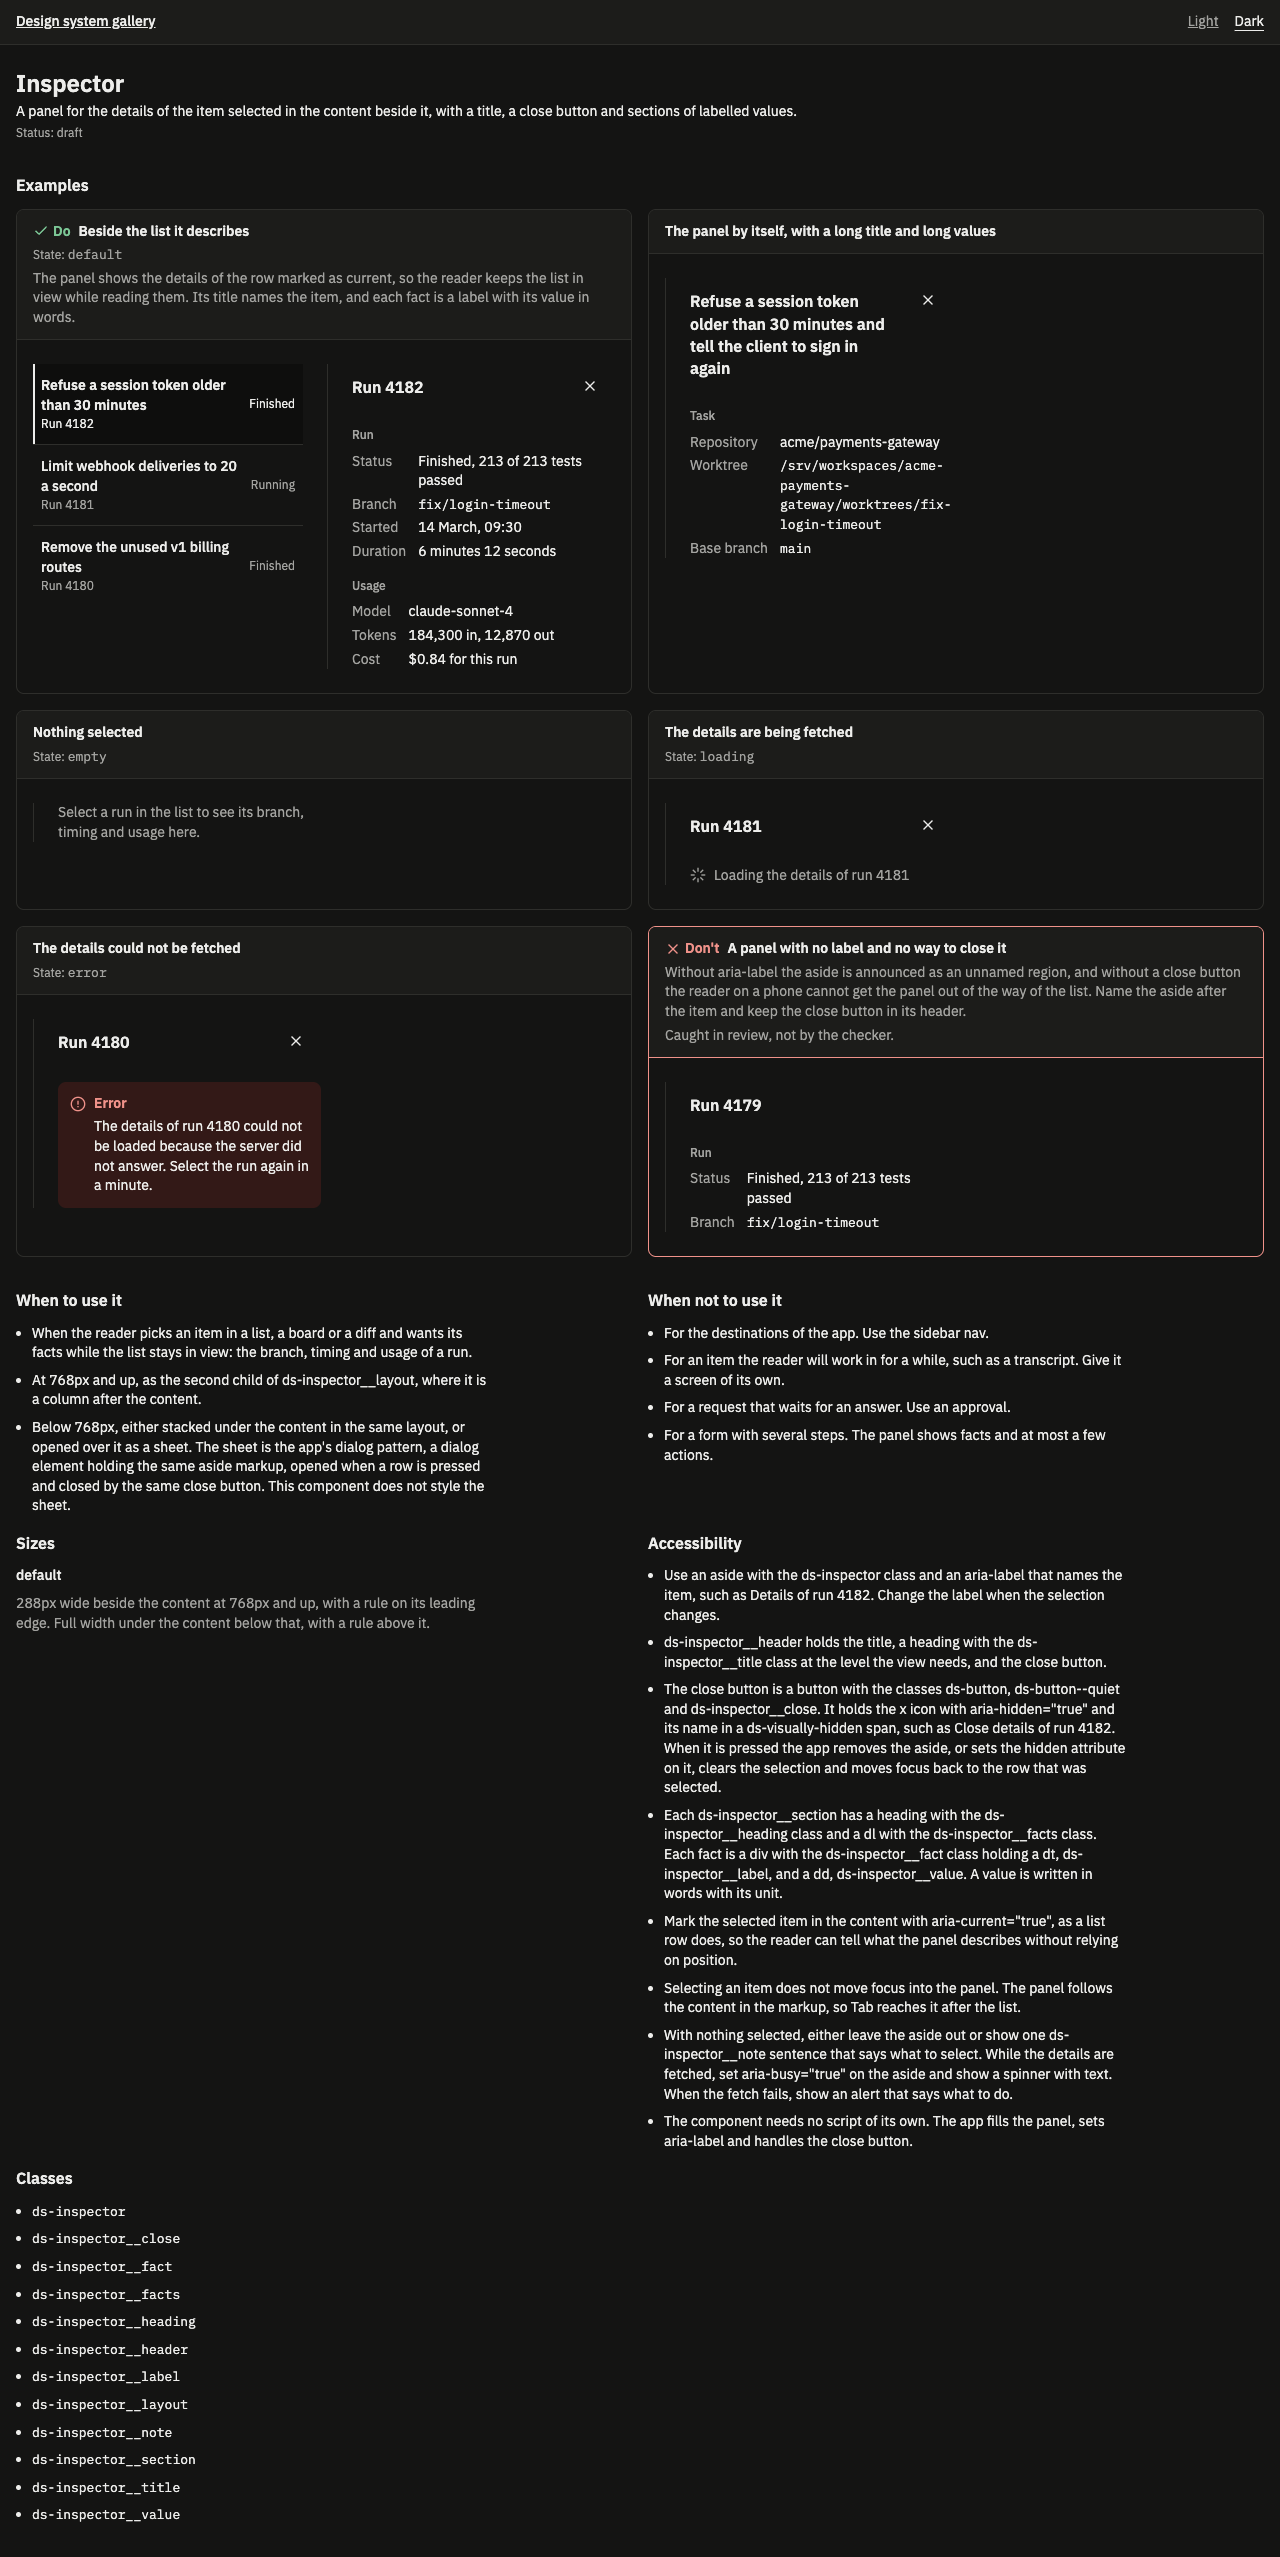 Design system gallery
Light
Dark
Inspector
A panel for the details of the item selected in the content beside it, with a title, a close button and sections of labelled values.
Status: draft
Examples
Do Beside the list it describes
State: default
The panel shows the details of the row marked as current, so the reader keeps the list in
view while reading them. Its title names the item, and each fact is a label with its value in
words.
Refuse a session token older
than 30 minutes
Finished
Run 4182
Limit webhook deliveries to 20
a second
Running
Run 4181
Remove the unused v1 billing
routes
Finished
Run 4180
Run 4182
Run
Status Finished, 213 of 213 tests
passed
Branch fix/login-timeout
Started 14 March, 09:30
Duration 6 minutes 12 seconds
Usage
Model claude-sonnet-4
Tokens 184,300 in, 12,870 out
Cost $0.84 for this run
The panel by itself, with a long title and long values
Refuse a session token
older than 30 minutes and
tell the client to sign in
again
Task
Repository acme/payments-gateway
Worktree /srv/workspaces/acme-
payments-
gateway/worktrees/fix-
login-timeout
Base branch main
Nothing selected
State: empty
Select a run in the list to see its branch,
timing and usage here.
The details are being fetched
State: loading
Run 4181
Loading the details of run 4181
The details could not be fetched
State: error
Run 4180
Error
The details of run 4180 could not
be loaded because the server did
not answer. Select the run again in
a minute.
Don't A panel with no label and no way to close it
Without aria-label the aside is announced as an unnamed region, and without a close button
the reader on a phone cannot get the panel out of the way of the list. Name the aside after
the item and keep the close button in its header.
Caught in review, not by the checker.
Run 4179
Run
Status Finished, 213 of 213 tests
passed
Branch fix/login-timeout
When to use it
When the reader picks an item in a list, a board or a diff and wants its
facts while the list stays in view: the branch, timing and usage of a run.
At 768px and up, as the second child of ds-inspector__layout, where it is
a column after the content.
Below 768px, either stacked under the content in the same layout, or
opened over it as a sheet. The sheet is the app's dialog pattern, a dialog
element holding the same aside markup, opened when a row is pressed
and closed by the same close button. This component does not style the
sheet.
When not to use it
For the destinations of the app. Use the sidebar nav.
For an item the reader will work in for a while, such as a transcript. Give it
a screen of its own.
For a request that waits for an answer. Use an approval.
For a form with several steps. The panel shows facts and at most a few
actions.
Sizes
default
288px wide beside the content at 768px and up, with a rule on its leading
edge. Full width under the content below that, with a rule above it.
Accessibility
Use an aside with the ds-inspector class and an aria-label that names the
item, such as Details of run 4182. Change the label when the selection
changes.
ds-inspector__header holds the title, a heading with the ds-
inspector__title class at the level the view needs, and the close button.
The close button is a button with the classes ds-button, ds-button--quiet
and ds-inspector__close. It holds the x icon with aria-hidden="true" and
its name in a ds-visually-hidden span, such as Close details of run 4182.
When it is pressed the app removes the aside, or sets the hidden attribute
on it, clears the selection and moves focus back to the row that was
selected.
Each ds-inspector__section has a heading with the ds-
inspector__heading class and a dl with the ds-inspector__facts class.
Each fact is a div with the ds-inspector__fact class holding a dt, ds-
inspector__label, and a dd, ds-inspector__value. A value is written in
words with its unit.
Mark the selected item in the content with aria-current="true", as a list
row does, so the reader can tell what the panel describes without relying
on position.
Selecting an item does not move focus into the panel. The panel follows
the content in the markup, so Tab reaches it after the list.
With nothing selected, either leave the aside out or show one ds-
inspector__note sentence that says what to select. While the details are
fetched, set aria-busy="true" on the aside and show a spinner with text.
When the fetch fails, show an alert that says what to do.
The component needs no script of its own. The app fills the panel, sets
aria-label and handles the close button.
Classes
ds-inspector
ds-inspector__close
ds-inspector__fact
ds-inspector__facts
ds-inspector__heading
ds-inspector__header
ds-inspector__label
ds-inspector__layout
ds-inspector__note
ds-inspector__section
ds-inspector__title
ds-inspector__value